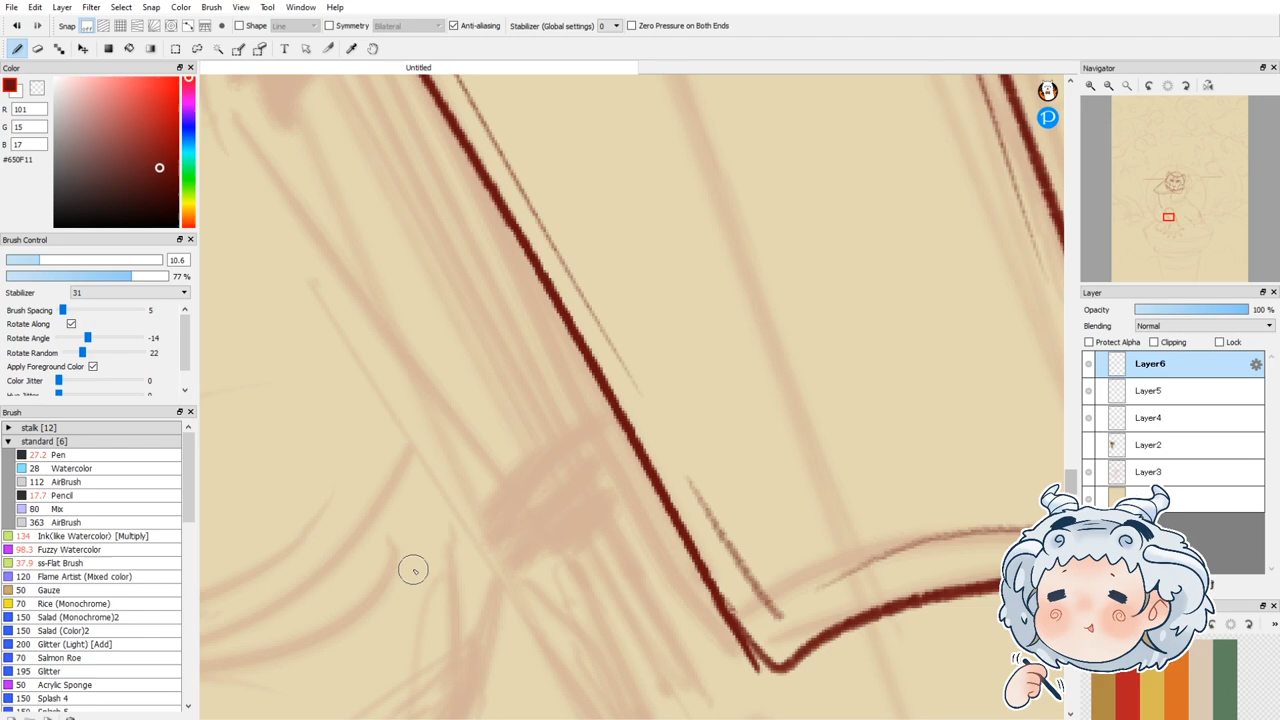 File Edit Layer Filter Select Snap Color Brush View Tool Window Help
Snap off Shape Line Symmetry Bilateral Anti-aliasing Stabilizer (Global settings) 0 Zero Pressure on Both Ends
Color
R 101
G 15
B 17
#650F11
Brush Control
10.6
77 %
Stabilizer 31
Brush Spacing 5
Rotate Along
Rotate Angle -14
Rotate Random 22
Apply Foreground Color
Color Jitter 0
Brush
stalk [12]
standard [6]
27.2 Pen
28 Watercolor
112 AirBrush
17.7 Pencil
80 Mix
363 AirBrush
134 Ink(like Watercolor) [Multiply]
98.3 Fuzzy Watercolor
37.9 ss-Flat Brush
120 Flame Artist (Mixed color)
50 Gauze
70 Rice (Monochrome)
150 Salad (Monochrome)2
150 Salad (Color)2
200 Glitter (Light) [Add]
70 Salmon Roe
195 Glitter
50 Acrylic Sponge
150 Splash 4
Untitled
Navigator
Layer
Opacity 100 %
Blending Normal
Protect Alpha Clipping Lock
Layer6
Layer5
Layer4
Layer2
Layer3